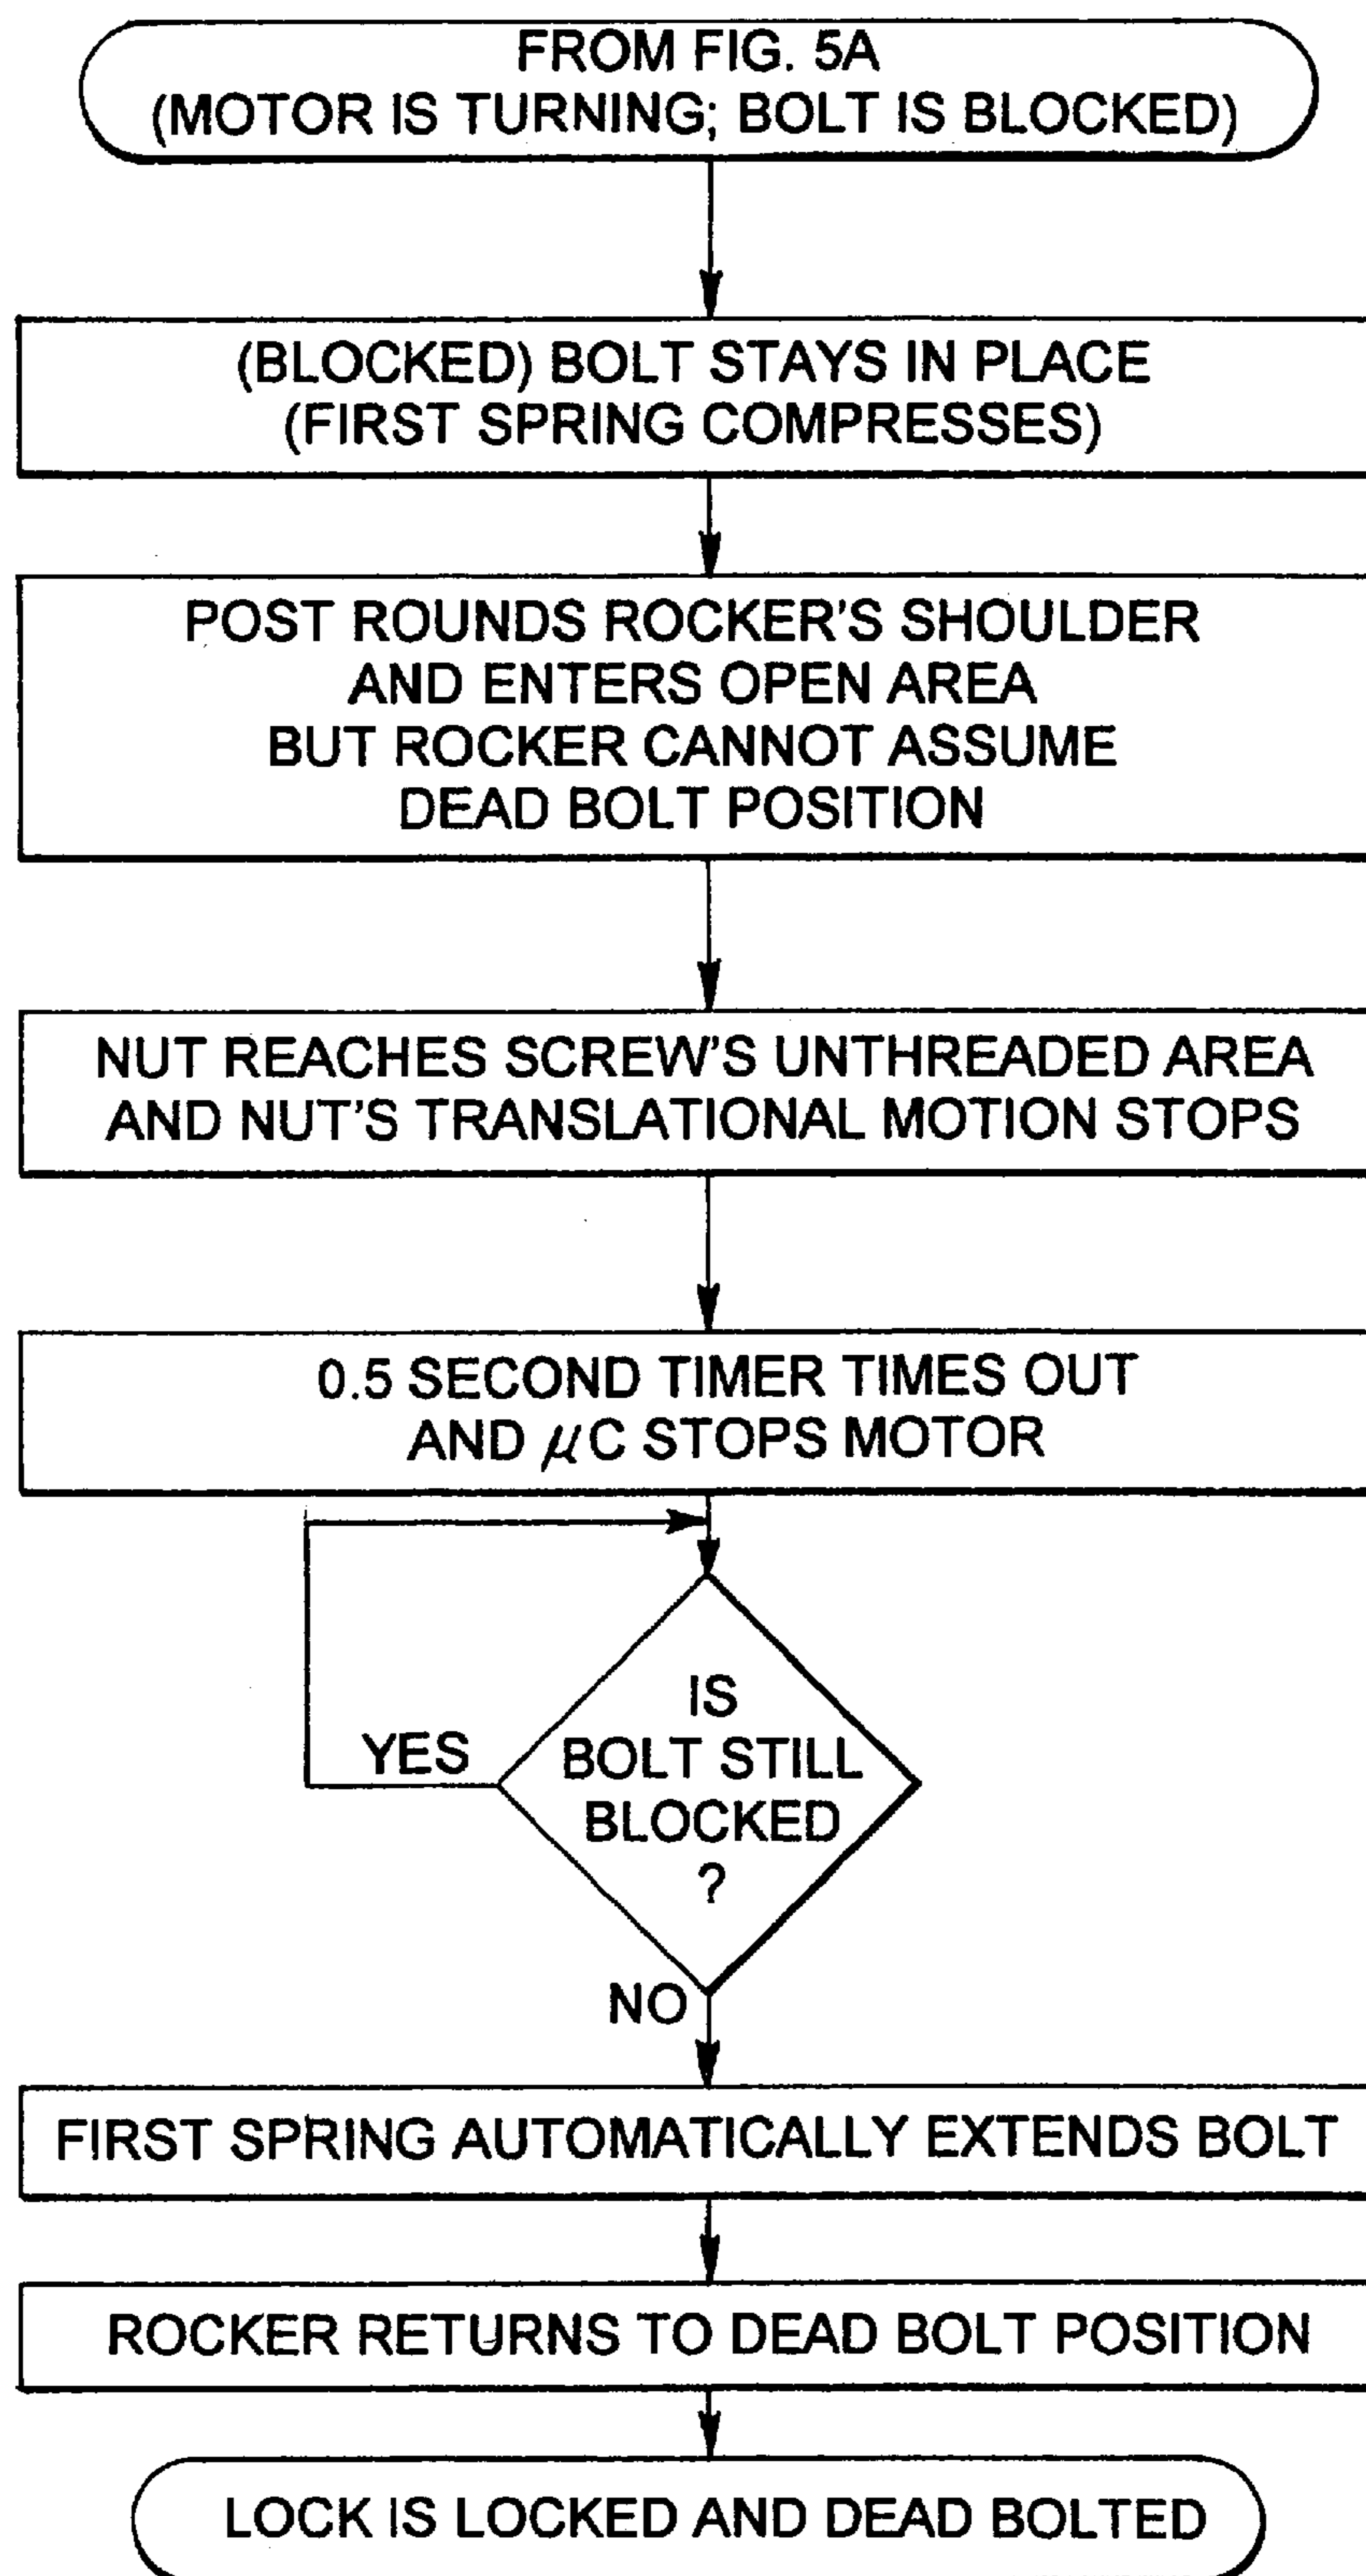 FROM FIG. 5A
(MOTOR IS TURNING; BOLT IS BLOCKED)
(BLOCKED) BOLT STAYS IN PLACE
(FIRST SPRING COMPRESSES)
POST ROUNDS ROCKER'S SHOULDER
AND ENTERS OPEN AREA
BUT ROCKER CANNOT ASSUME
DEAD BOLT POSITION
NUT REACHES SCREW'S UNTHREADED AREA
AND NUT'S TRANSLATIONAL MOTION STOPS
0.5 SECOND TIMER TIMES OUT
AND μC STOPS MOTOR
IS
BOLT STILL
BLOCKED
?
YES
NO
FIRST SPRING AUTOMATICALLY EXTENDS BOLT
ROCKER RETURNS TO DEAD BOLT POSITION
LOCK IS LOCKED AND DEAD BOLTED